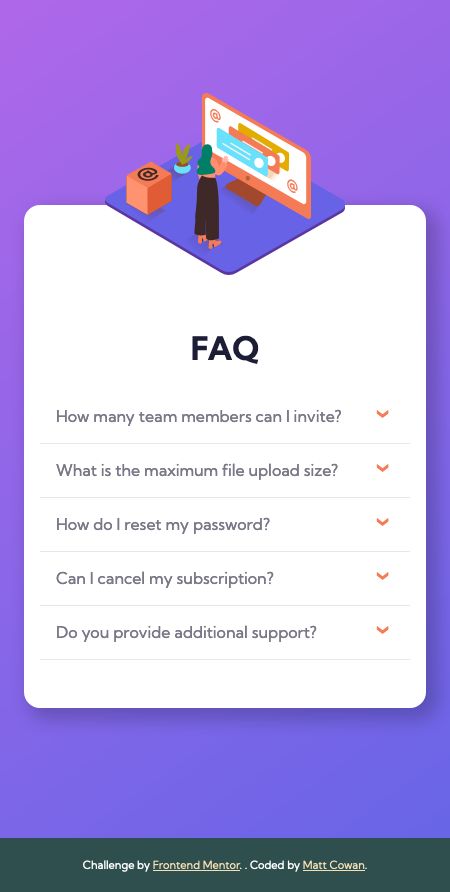 @
@
@
FAQ
How many team members can I invite?
What is the maximum file upload size?
How do I reset my password?
Can I cancel my subscription?
Do you provide additional support?
Challenge by Frontend Mentor. . Coded by Matt Cowan.